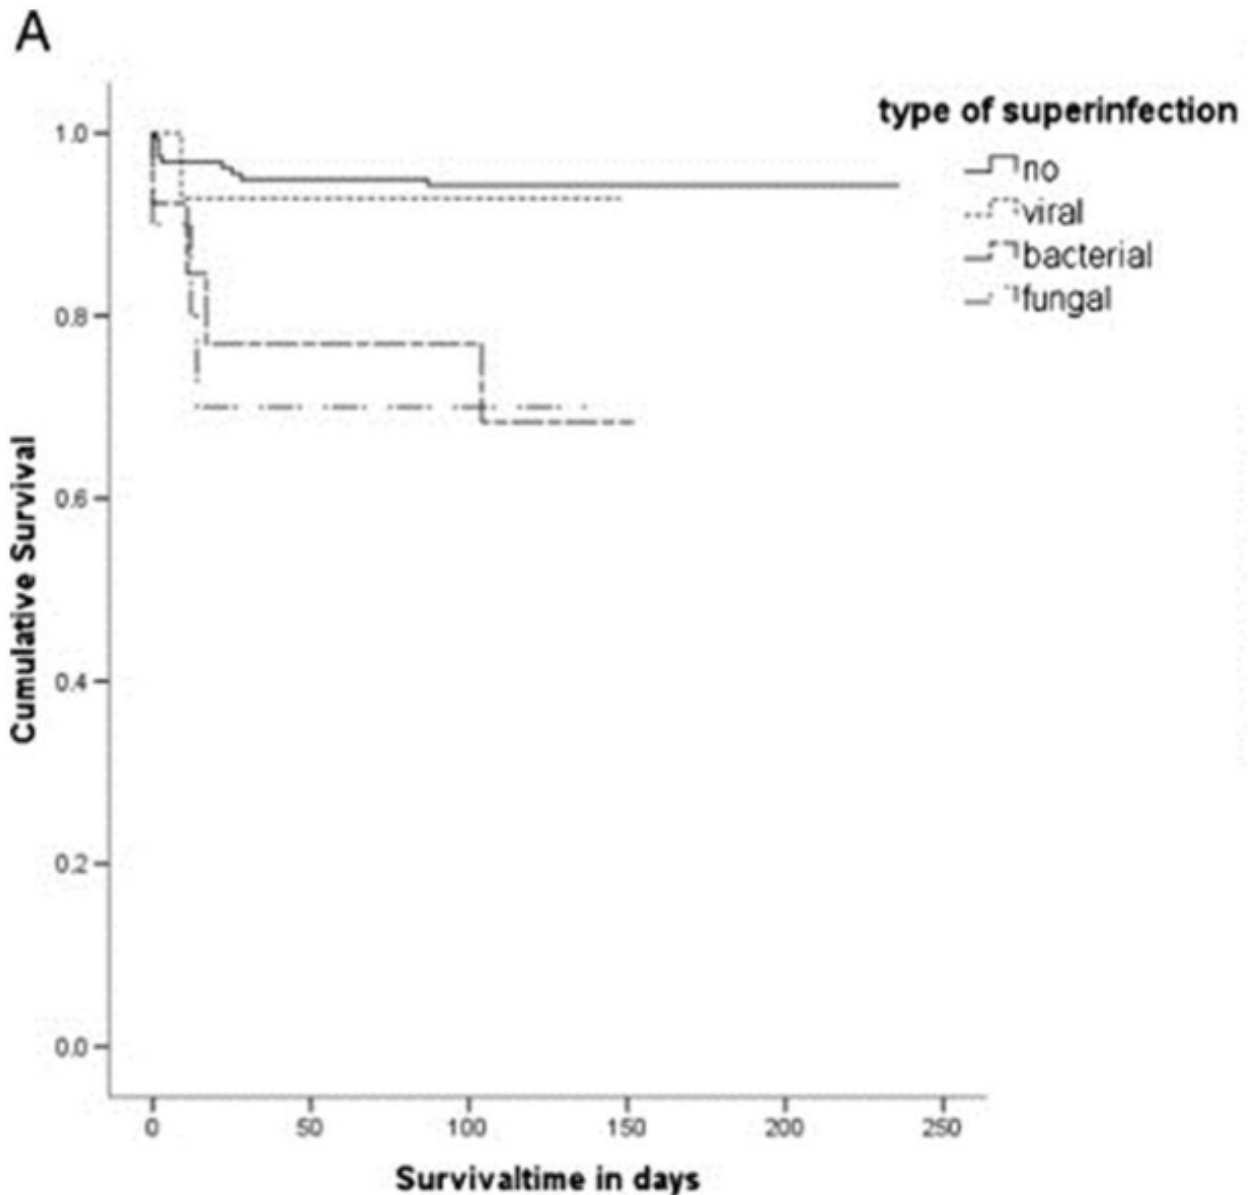 A
type of superinfection
no
viral
bacterial
fungal
1.0
0.8
0.6
0.4
0.2
0.0
Cumulative Survival
0 50 100 150 200 250
Survivaltime in days